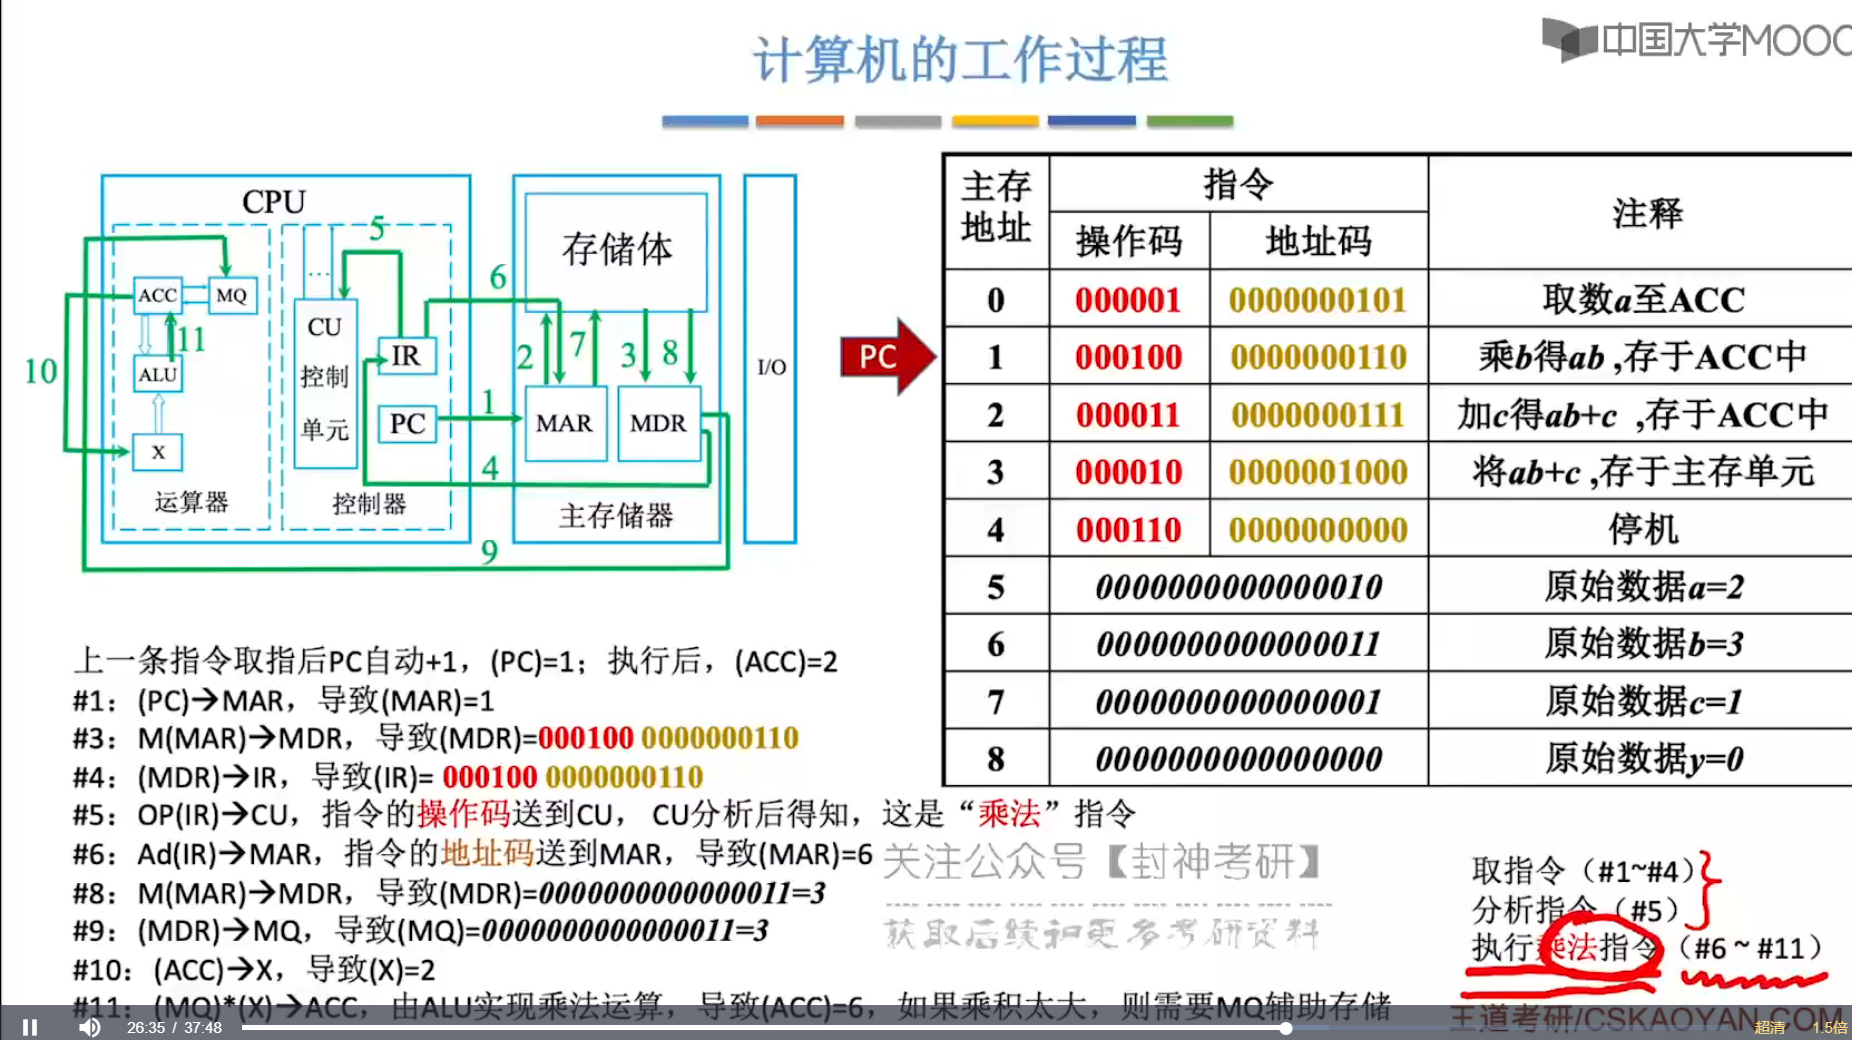 计算机的工作过程
中国大学MOOC
CPU
5
ACC
MQ
11
10
ALU
X
运算器
...
CU
控制
单元
IR
PC
控制器
6
1
4
9
存储体
2
7
3
8
MAR
MDR
主存储器
I/O
PC
主存地址 指令 注释
操作码 地址码
0 000001 0000000101 取数a至ACC
1 000100 0000000110 乘b得ab ,存于ACC中
2 000011 0000000111 加c得ab+c ,存于ACC中
3 000010 0000001000 将ab+c ,存于主存单元
4 000110 0000000000 停机
5 0000000000000010 原始数据a=2
6 0000000000000011 原始数据b=3
7 0000000000000001 原始数据c=1
8 0000000000000000 原始数据y=0
上一条指令取指后PC自动+1，(PC)=1；执行后，(ACC)=2
#1：(PC)→MAR，导致(MAR)=1
#3：M(MAR)→MDR，导致(MDR)=000100 0000000110
#4：(MDR)→IR，导致(IR)= 000100 0000000110
#5：OP(IR)→CU，指令的操作码送到CU， CU分析后得知，这是“乘法”指令
#6：Ad(IR)→MAR，指令的地址码送到MAR，导致(MAR)=6
#8：M(MAR)→MDR，导致(MDR)=0000000000000011=3
#9：(MDR)→MQ，导致(MQ)=0000000000000011=3
#10：(ACC)→X，导致(X)=2
#11：(MQ)*(X)→ACC，由ALU实现乘法运算，导致(ACC)=6，如果乘积太大，则需要MQ辅助存储
关注公众号【封神考研】
获取后续和更多考研资料
取指令（#1~#4）
分析指令（#5）
执行乘法指令（#6 ~ #11）
王道考研/CSKAOYAN.COM
26:35 / 37:48
超清
1.5倍